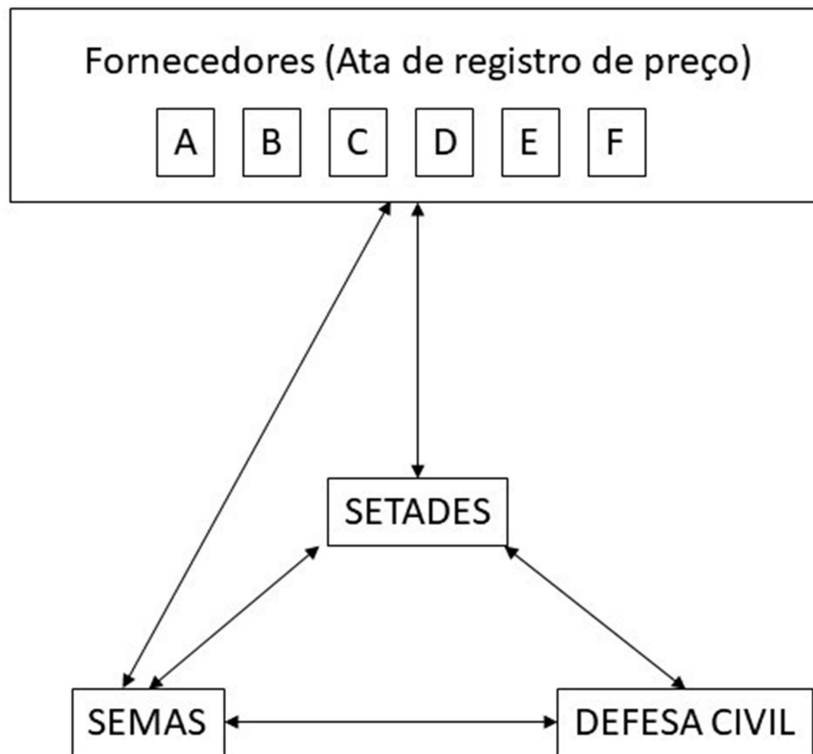 Fornecedores (Ata de registro de preço)
A B C D E F
SETADES
SEMAS
DEFESA CIVIL